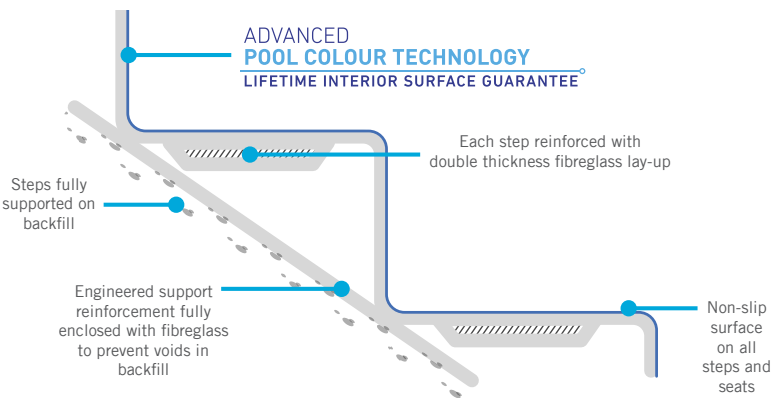 ADVANCED
POOL COLOUR TECHNOLOGY
LIFETIME INTERIOR SURFACE GUARANTEE
Each step reinforced with
double thickness fibreglass lay-up
Steps fully
supported on
backfill
Engineered support
reinforcement fully
enclosed with fibreglass
to prevent voids in
backfill
Non-slip
surface
on all
steps and
seats